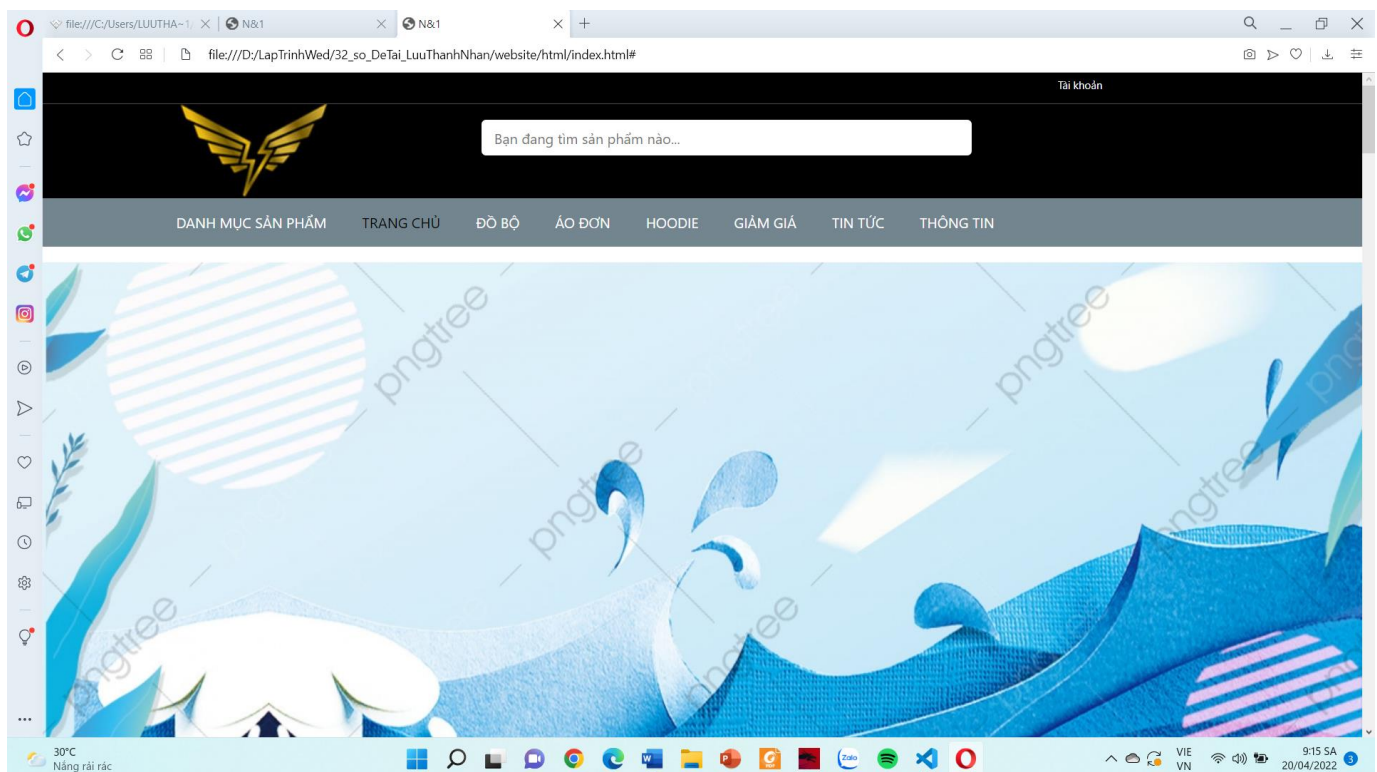 file:///C:/Users/LUUTHA~1/
N&1
N&1
file:///D:/LapTrinhWed/32_so_DeTai_LuuThanhNhan/website/html/index.html#
Tài khoản
Bạn đang tìm sản phẩm nào...
DANH MỤC SẢN PHẨM TRANG CHỦ ĐỒ BỘ ÁO ĐƠN HOODIE GIẢM GIÁ TIN TỨC THÔNG TIN
pngtree
pngtree
pngtree
pngtree
pngtree
pngtree
pngtree
30°C
Nắng rải rác
Zalo
VIE
VN
9:15 SA
20/04/2022
3